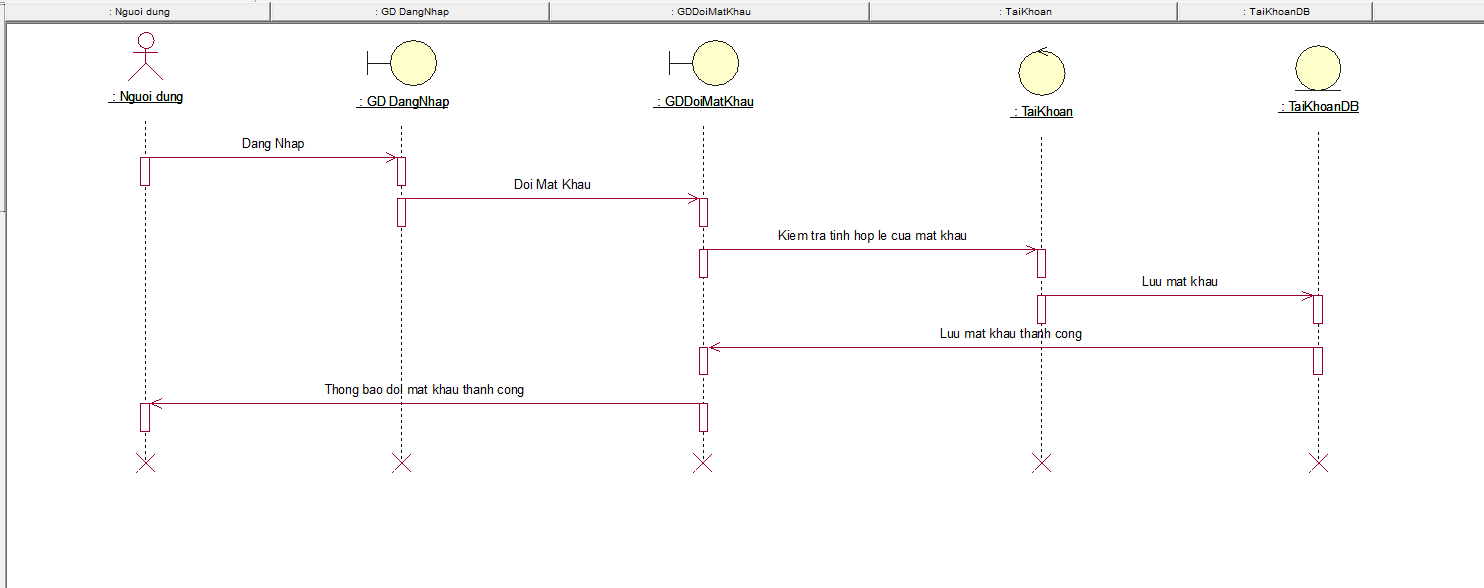 : Nguoi dung
: GD DangNhap
: GDDoiMatKhau
: TaiKhoan
: TaiKhoanDB
: Nguoi dung
: GD DangNhap
: GDDoiMatKhau
: TaiKhoan
: TaiKhoanDB
Dang Nhap
Doi Mat Khau
Kiem tra tinh hop le cua mat khau
Luu mat khau
Luu mat khau thanh cong
Thong bao doi mat khau thanh cong